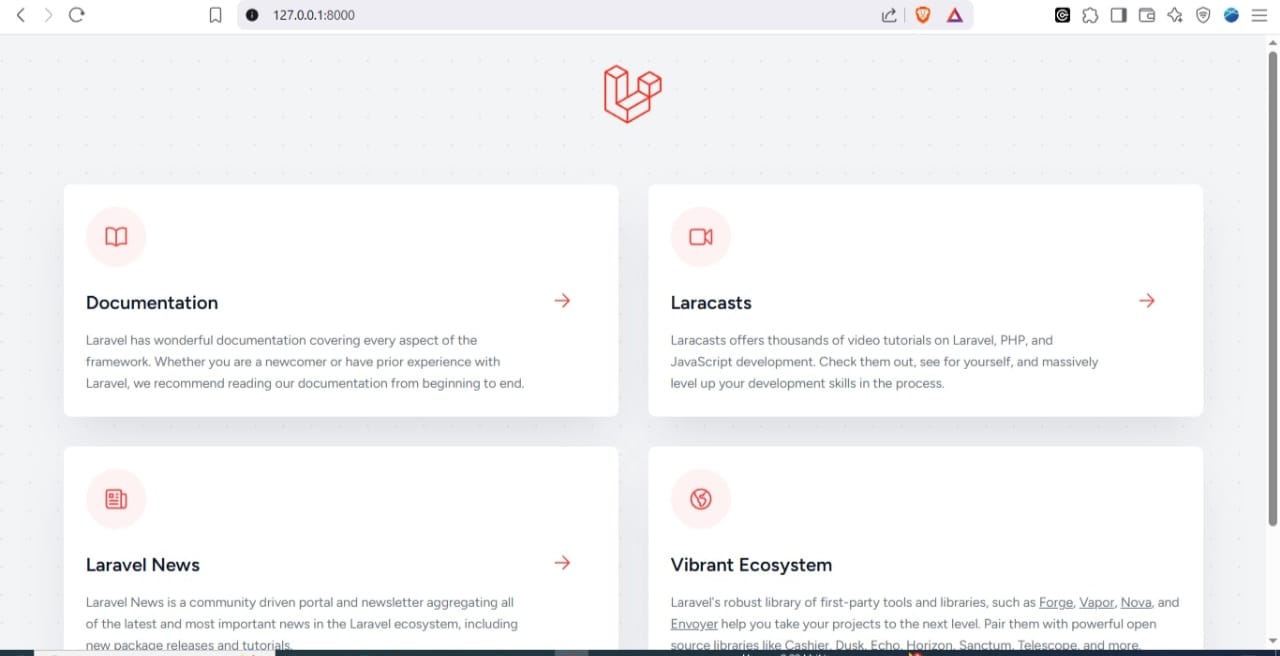 127.0.0.1:8000
Documentation
Laravel has wonderful documentation covering every aspect of the
framework. Whether you are a newcomer or have prior experience with
Laravel, we recommend reading our documentation from beginning to end.
Laracasts
Laracasts offers thousands of video tutorials on Laravel, PHP, and
JavaScript development. Check them out, see for yourself, and massively
level up your development skills in the process.
Laravel News
Laravel News is a community driven portal and newsletter aggregating all
of the latest and most important news in the Laravel ecosystem, including
new package releases and tutorials.
Vibrant Ecosystem
Laravel's robust library of first-party tools and libraries, such as Forge, Vapor, Nova, and
Envoyer help you take your projects to the next level. Pair them with powerful open
source libraries like Cashier, Dusk, Echo, Horizon, Sanctum, Telescope, and more.